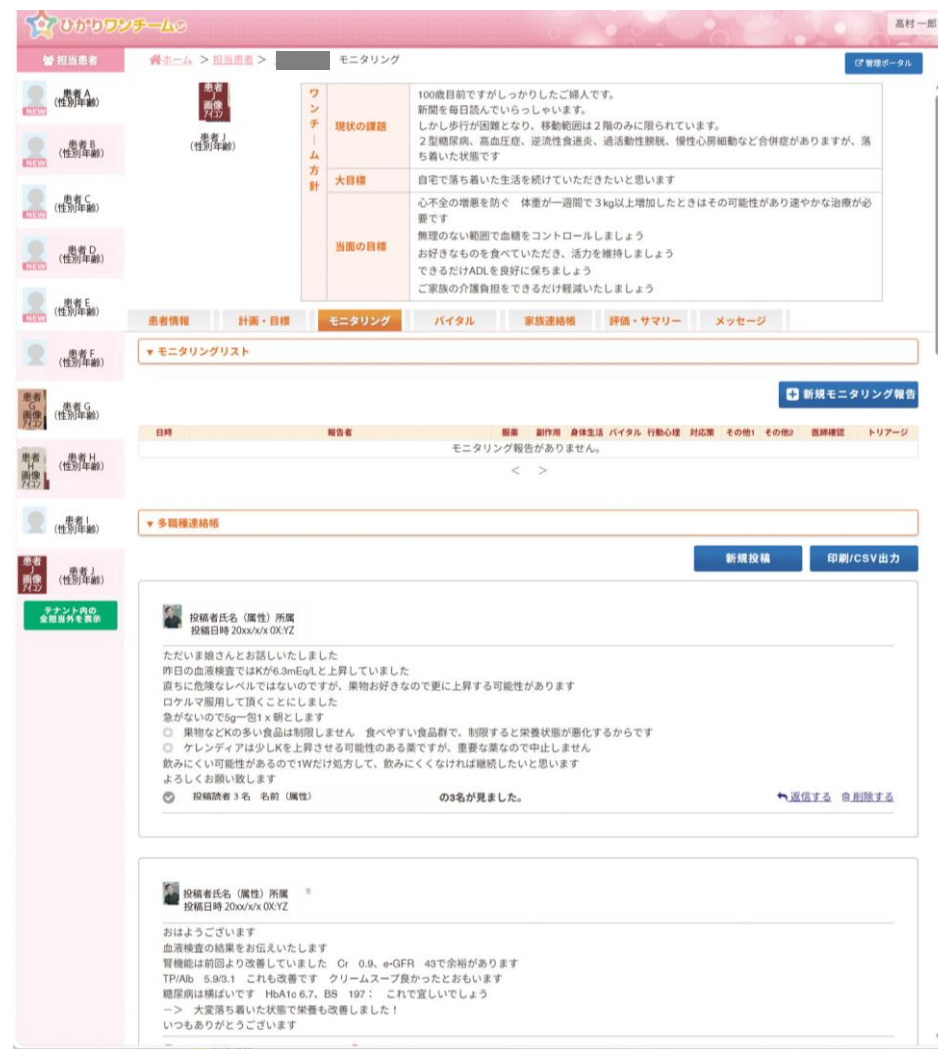 ひかりワンチーム
高村 一郎
担当患者
ホーム > 担当患者 > モニタリング
管理ポータル
NEW
患者 A
(性別年齢)
NEW
患者 B
(性別年齢)
NEW
患者 C
(性別年齢)
NEW
患者 D
(性別年齢)
NEW
患者 E
(性別年齢)
患者 F
(性別年齢)
患者
G
画像
アイコン
患者 G
(性別年齢)
患者
H
画像
アイコン
患者 H
(性別年齢)
患者 I
(性別年齢)
患者
J
画像
アイコン
患者 J
(性別年齢)
テナント内の
全担当外を表示
患者
J
画像
アイコン
患者 J
(性別年齢)
ワンチーム方針
現状の課題
100歳目前ですがしっかりしたご婦人です。
新聞を毎日読んでいらっしゃいます。
しかし歩行が困難となり、移動範囲は２階のみに限られています。
２型糖尿病、高血圧症、逆流性食道炎、過活動性膀胱、慢性心房細動など合併症がありますが、落
ち着いた状態です
大目標
自宅で落ち着いた生活を続けていただきたいと思います
当面の目標
心不全の増悪を防ぐ　体重が一週間で３kg以上増加したときはその可能性があり速やかな治療が必
要です
無理のない範囲で血糖をコントロールしましょう
お好きなものを食べていただき、活力を維持しましょう
できるだけADLを良好に保ちましょう
ご家族の介護負担をできるだけ軽減いたしましょう
患者情報 計画・目標 モニタリング バイタル 家族連絡帳 評価・サマリー メッセージ
▼ モニタリングリスト
新規モニタリング報告
日時 報告者 服薬 副作用 身体生活 バイタル 行動心理 対応策 その他1 その他2 医師確認 トリアージ
モニタリング報告がありません。
< >
▼ 多職種連絡帳
新規投稿 印刷/CSV出力
投稿者氏名（属性）所属
投稿日時 20xx/x/x 0X:YZ
ただいま娘さんとお話しいたしました
昨日の血液検査ではKが6.3mEq/Lと上昇していました
直ちに危険なレベルではないのですが、果物お好きなので更に上昇する可能性があります
ロケルマ服用して頂くことにしました
急がないので5g一包1 x 朝とします
◎　果物などKの多い食品は制限しません　食べやすい食品群で、制限すると栄養状態が悪化するからです
◎　ケレンディアは少しKを上昇させる可能性のある薬ですが、重要な薬なので中止しません
飲みにくい可能性があるので1Wだけ処方して、飲みにくくなければ継続したいと思います
よろしくお願い致します
投稿読者３名　名前（属性） の3名が見ました。 返信する 削除する
投稿者氏名（属性）所属
投稿日時 20xx/x/x 0X:YZ
おはようございます
血液検査の結果をお伝えいたします
腎機能は前回より改善していました　Cr　0.9、e-GFR　43で余裕があります
TP/Alb　5.9/3.1　これも改善です　クリームスープ良かったとおもいます
糖尿病は横ばいです　HbA1c 6.7、BS　197：　これで宜しいでしょう
－>　大変落ち着いた状態で栄養も改善しました！
いつもありがとうございます